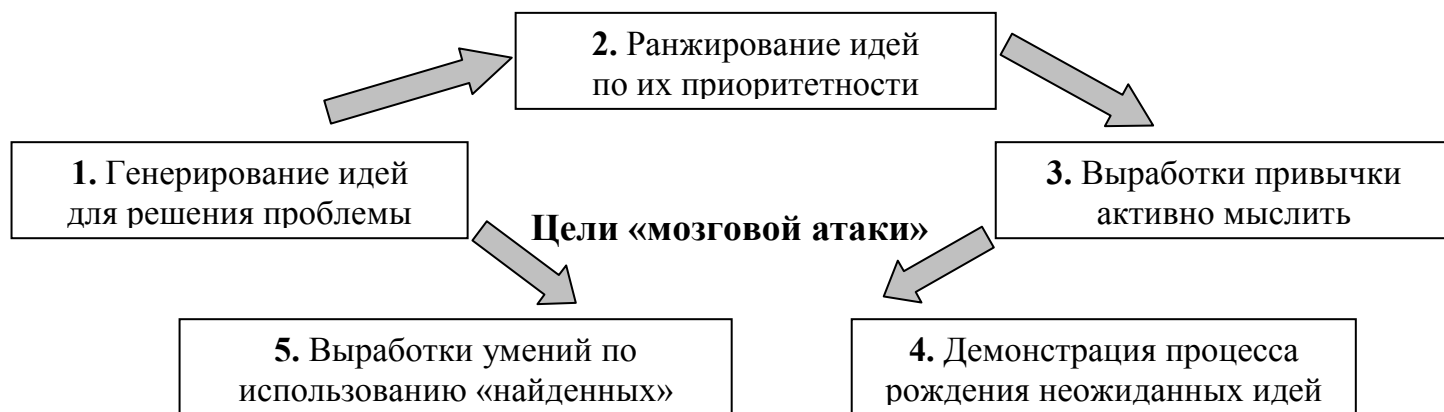 2. Ранжирование идей
по их приоритетности
1. Генерирование идей
для решения проблемы
3. Выработки привычки
активно мыслить
Цели «мозговой атаки»
5. Выработки умений по
использованию «найденных»
4. Демонстрация процесса
рождения неожиданных идей